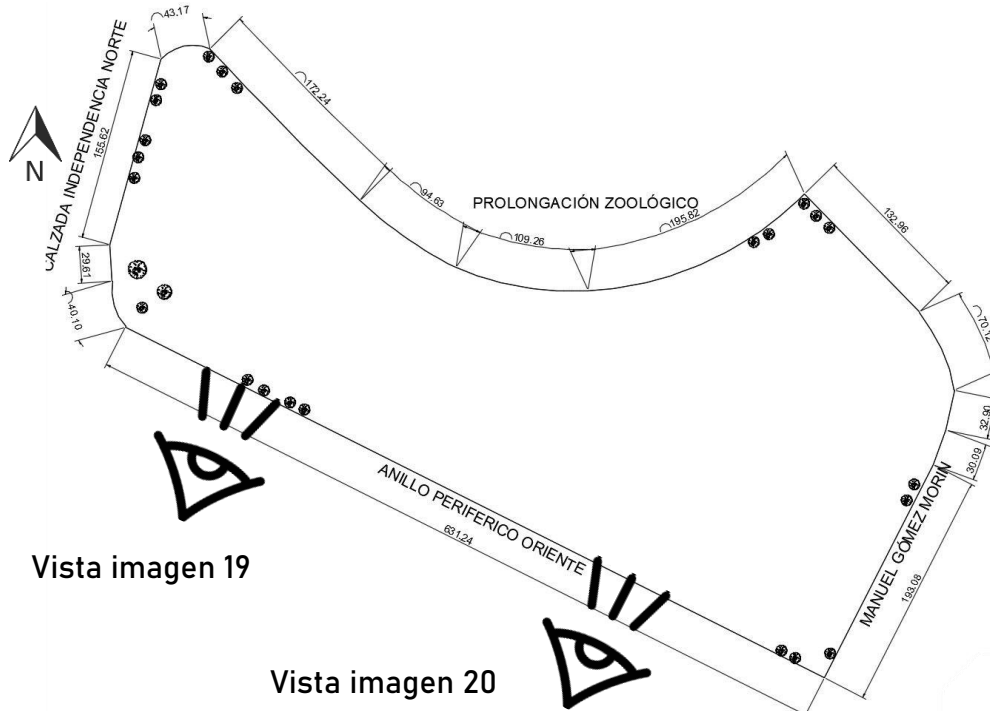 43.17
CALZADA INDEPENDENCIA NORTE
155.62
N
172.24
94.63
PROLONGACIÓN ZOOLÓGICO
109.26
195.82
132.96
70.12
29.61
40.10
32.90
30.09
ANILLO PERIFERICO ORIENTE
631.24
MANUEL GÓMEZ MORIN
193.08
Vista imagen 19
Vista imagen 20